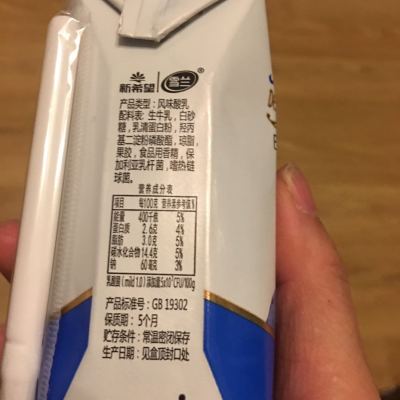 新希望 雪兰®
产品类型：风味酸乳
配料表：生牛乳，白砂
糖，乳清蛋白粉，羟丙
基二淀粉磷酸酯，琼脂，
果胶，食品用香精，保
加利亚乳杆菌，嗜热链
球菌。
营养成分表
项目 每100克 营养素参考值%
能量 400千焦 5%
蛋白质 2.6克 4%
脂肪 3.0克 5%
碳水化合物 14.4克 5%
钠 60毫克 3%
产品标准号：GB 19302
保质期：5个月
贮存条件：常温密闭保存
生产日期：见盒顶封口处